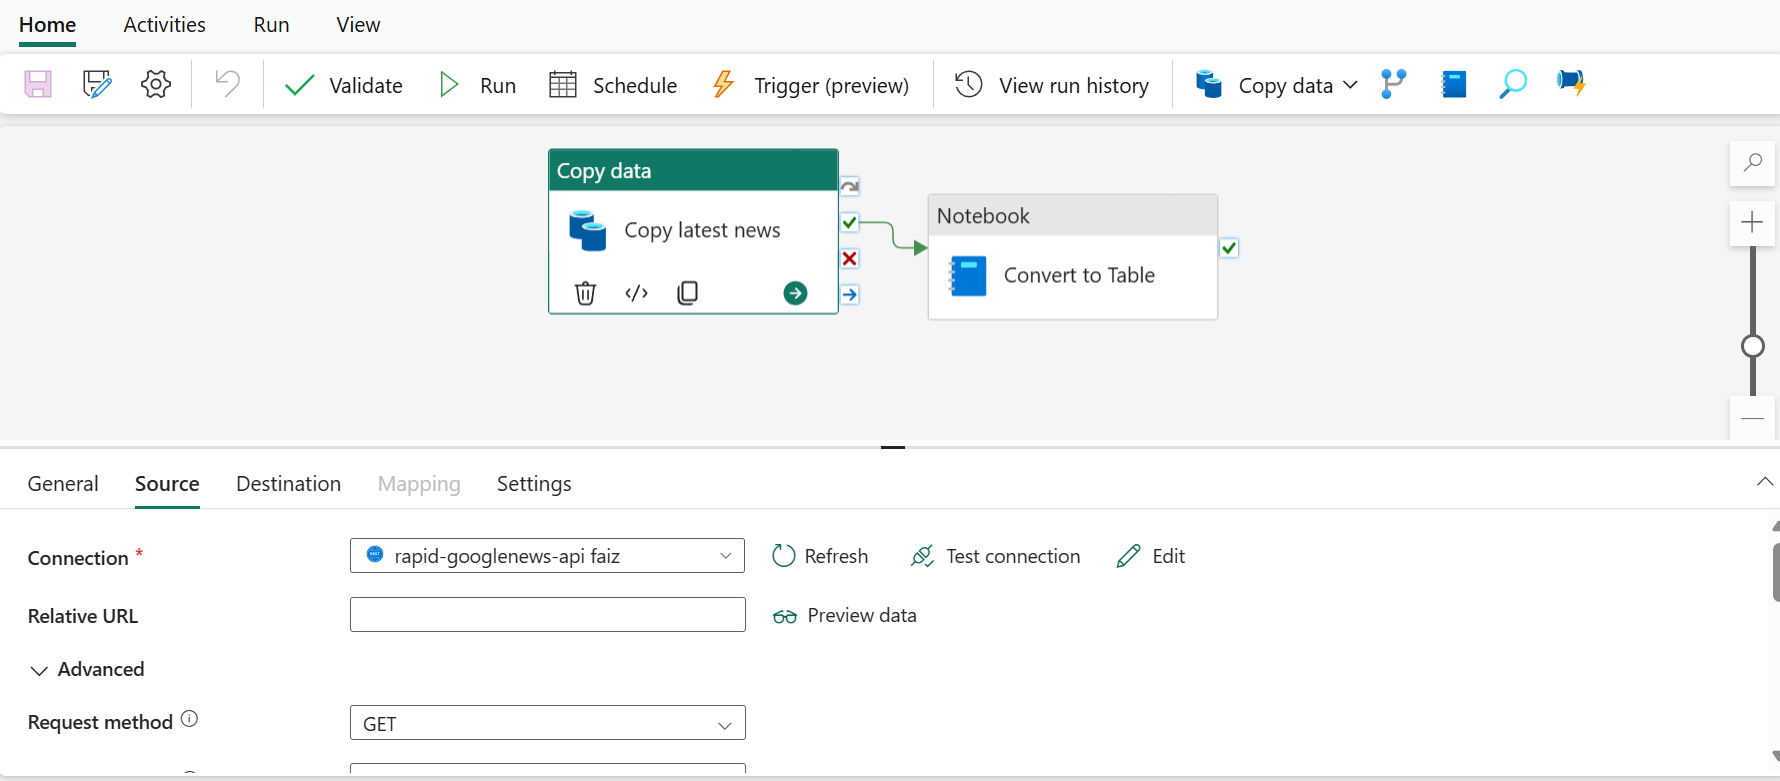 Home Activities Run View
Validate Run Schedule Trigger (preview) View run history Copy data
Copy data
Copy latest news
Notebook
Convert to Table
General Source Destination Mapping Settings
Connection * rapid-googlenews-api faiz Refresh Test connection Edit
Relative URL Preview data
Advanced
Request method GET